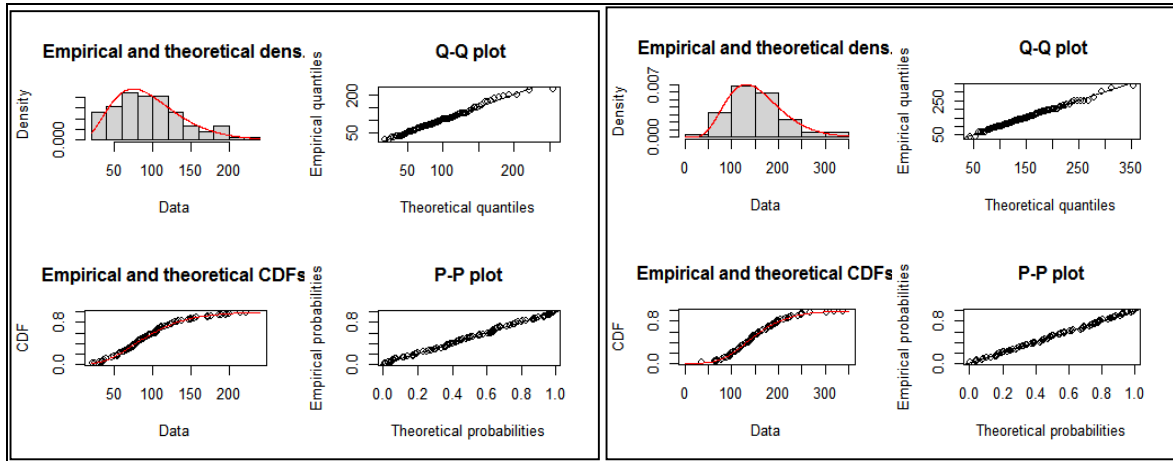 Empirical and theoretical dens.
Density
0.000
50 100 150 200
Data
Q-Q plot
Empirical quantiles
50 200
50 100 200
Theoretical quantiles
Empirical and theoretical CDFs
CDF
0.0 0.8
50 100 150 200
Data
P-P plot
Empirical probabilities
0.0 0.8
0.0 0.2 0.4 0.6 0.8 1.0
Theoretical probabilities
Empirical and theoretical dens.
Density
0.000 0.007
0 100 200 300
Data
Q-Q plot
Empirical quantiles
50 250
50 150 250 350
Theoretical quantiles
Empirical and theoretical CDFs
CDF
0.0 0.8
0 100 200 300
Data
P-P plot
Empirical probabilities
0.0 0.8
0.0 0.2 0.4 0.6 0.8 1.0
Theoretical probabilities